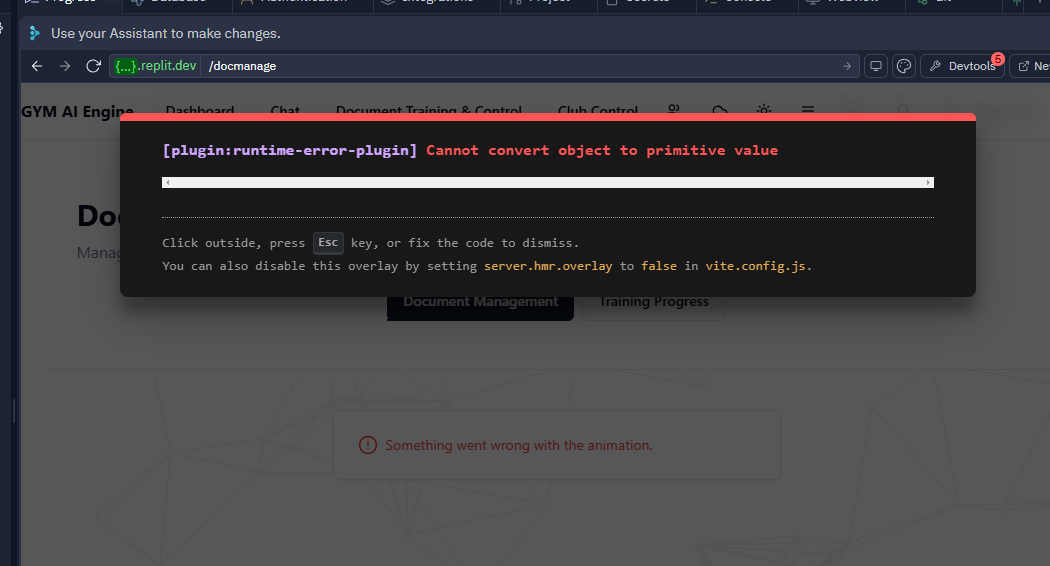 Use your Assistant to make changes.
{...}.replit.dev /docmanage
Devtools 5
GYM AI Engine Dashboard Chat Document Training & Control Club Control
[plugin:runtime-error-plugin] Cannot convert object to primitive value
Click outside, press Esc key, or fix the code to dismiss.
You can also disable this overlay by setting server.hmr.overlay to false in vite.config.js.
Document Management Training Progress
Something went wrong with the animation.